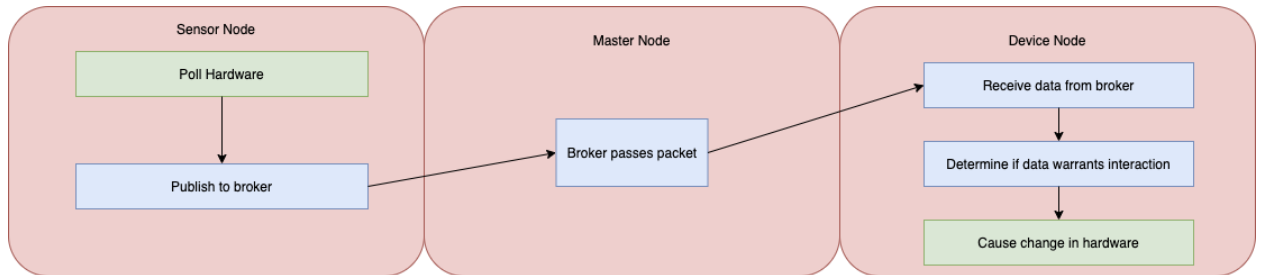 Sensor Node
Poll Hardware
Publish to broker
Master Node
Broker passes packet
Device Node
Receive data from broker
Determine if data warrants interaction
Cause change in hardware